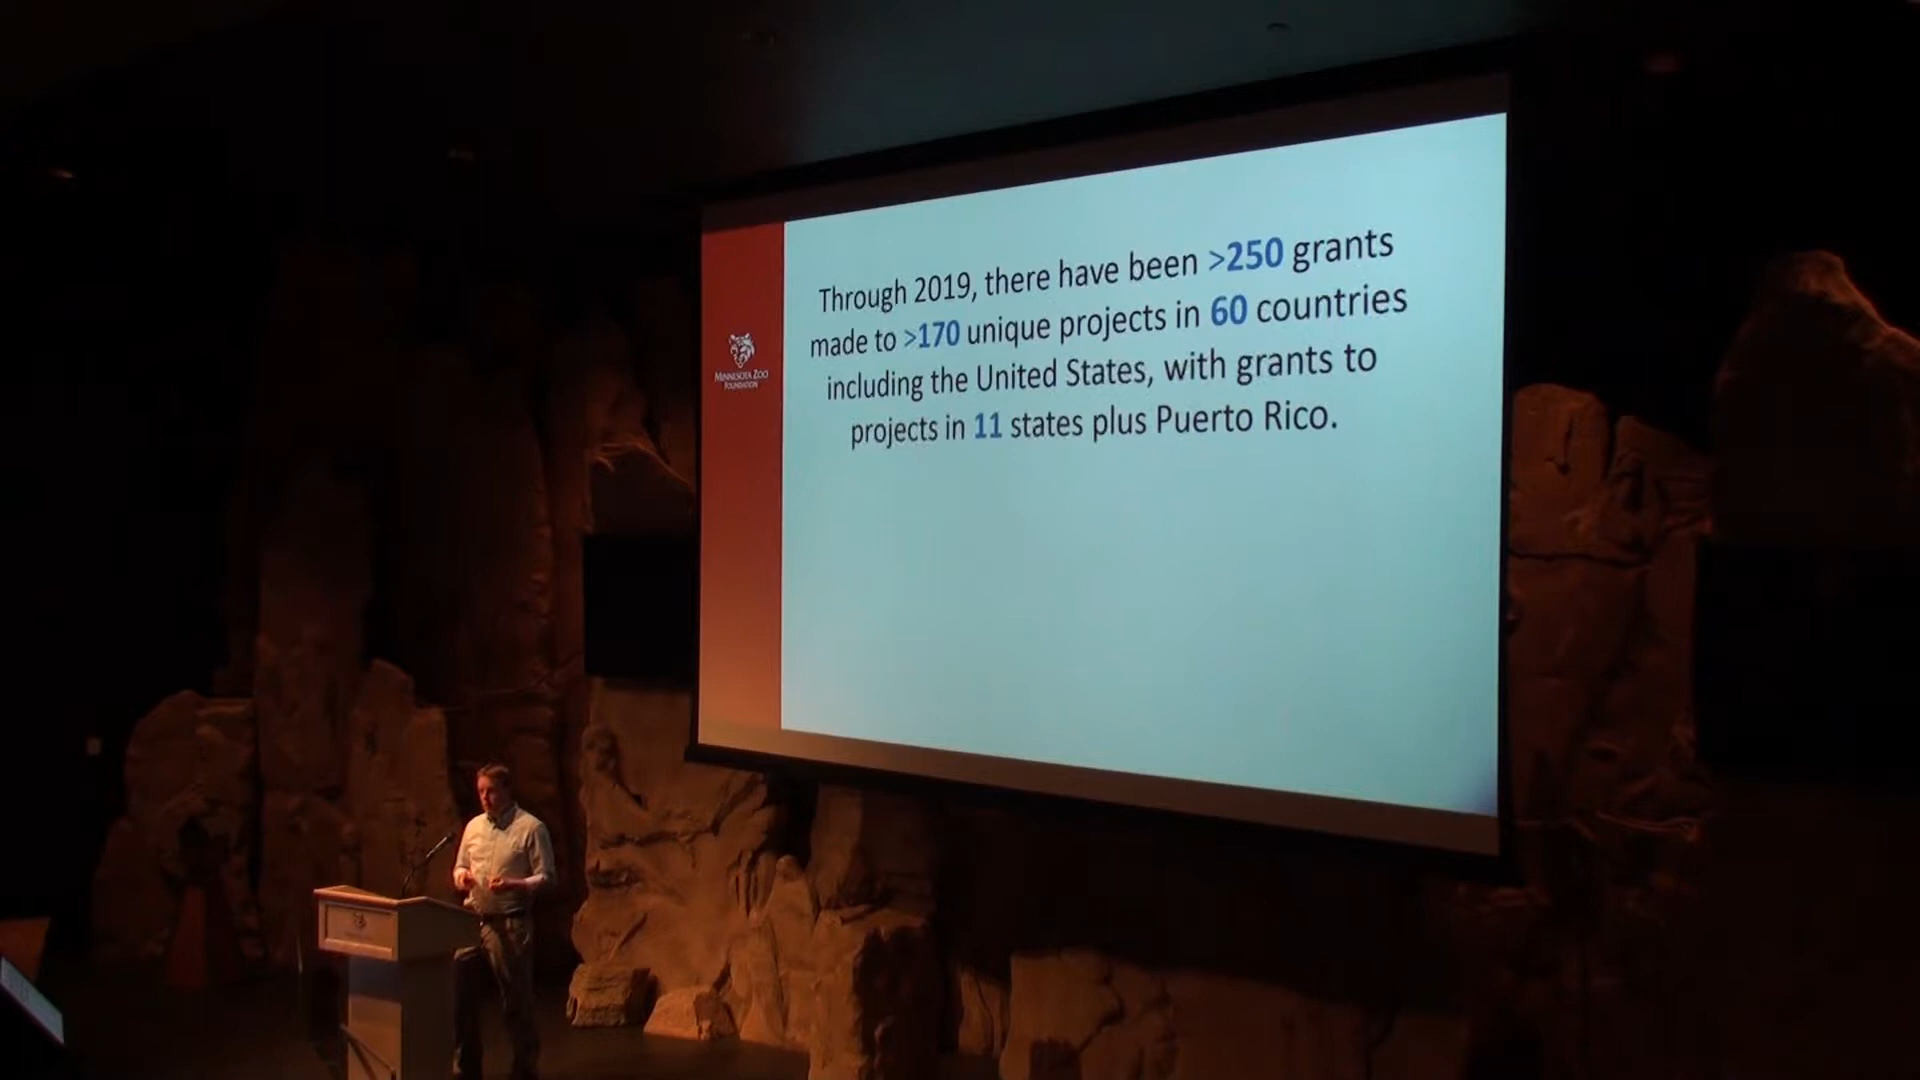 Through 2019, there have been >250 grants
made to >170 unique projects in 60 countries
including the United States, with grants to
projects in 11 states plus Puerto Rico.
MINNESOTA ZOO
FOUNDATION